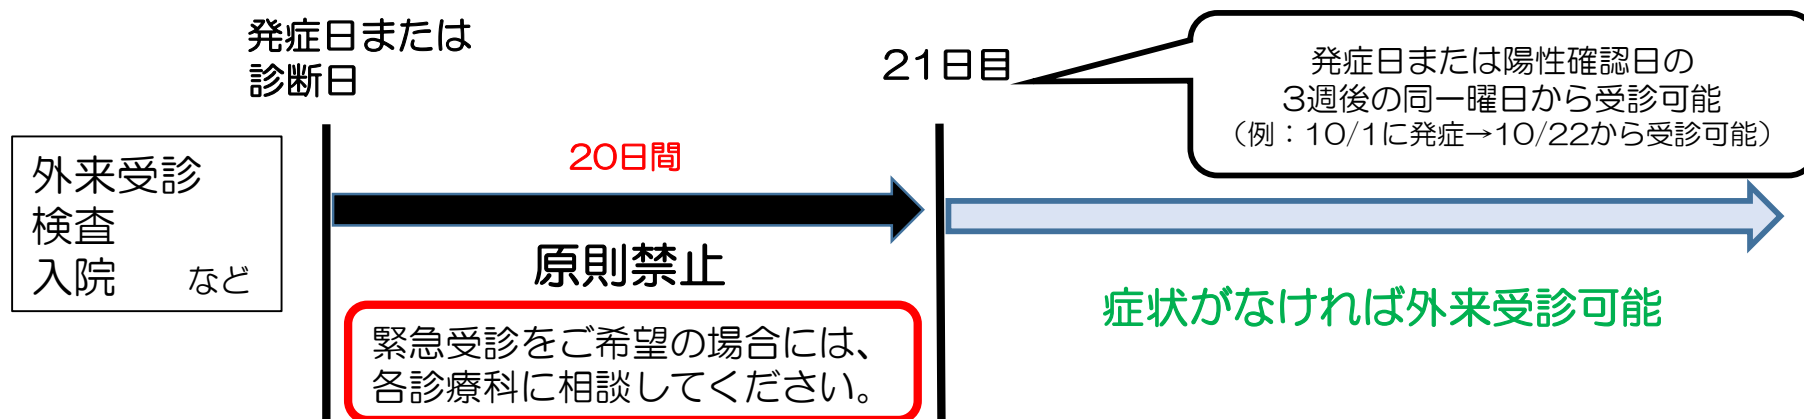 発症日または
診断日
21日目
発症日または陽性確認日の
3週後の同一曜日から受診可能
（例：10/1に発症→10/22から受診可能）
外来受診
検査
入院　など
20日間
原則禁止
緊急受診をご希望の場合には、
各診療科に相談してください。
症状がなければ外来受診可能